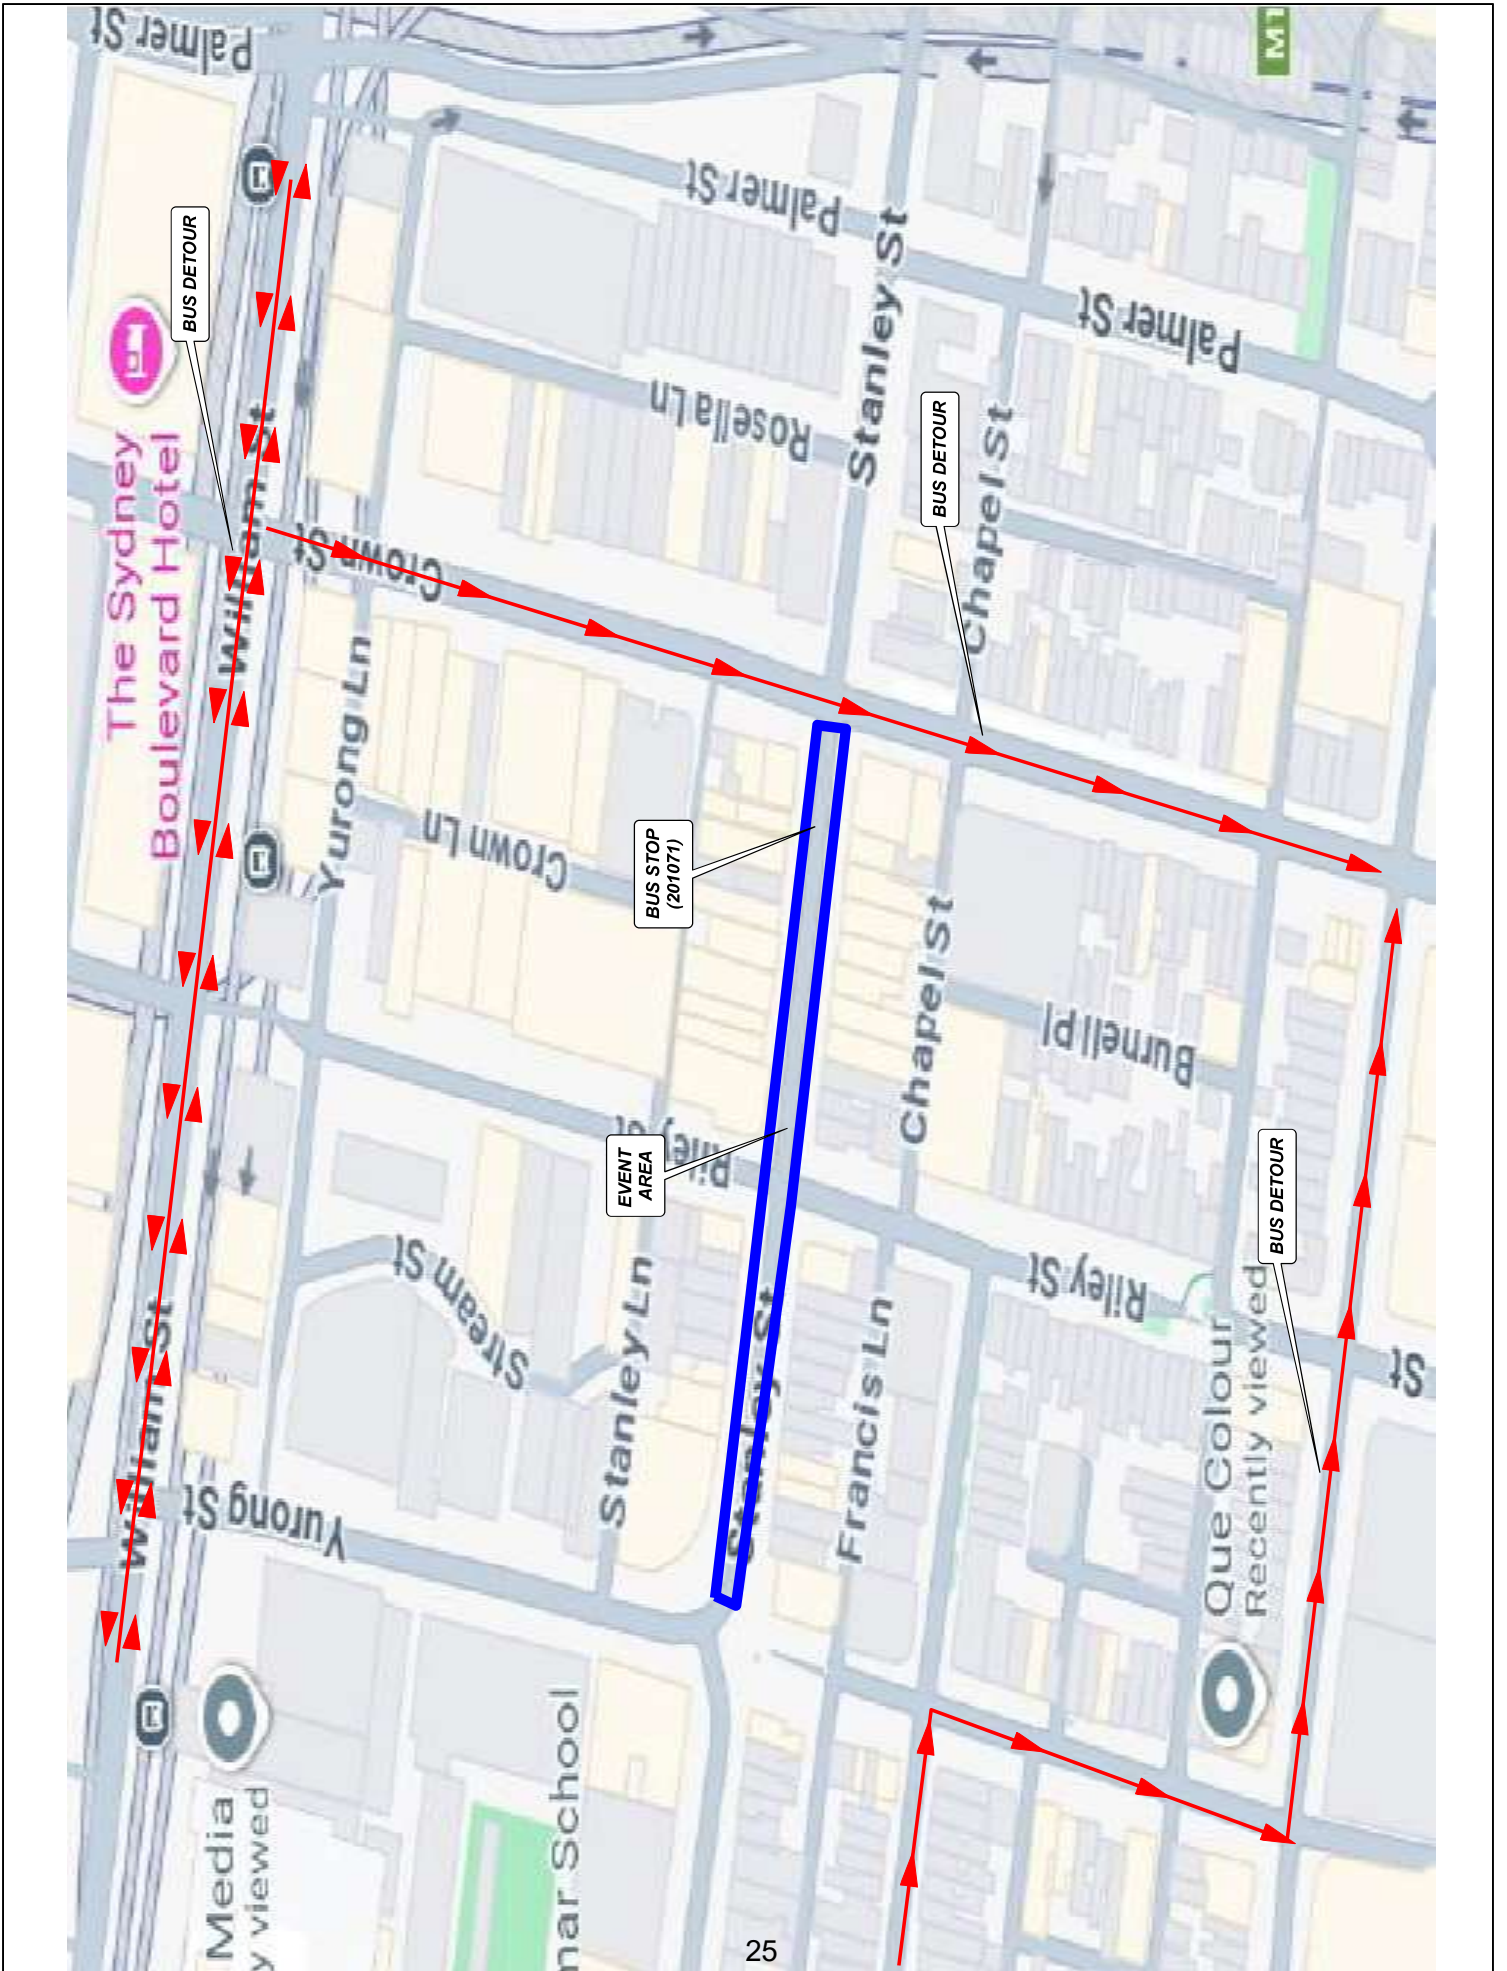 Palmer St
M1
BUS DETOUR
The Sydney
Boulevard Hotel
William St
Crown St
Palmer St
Stanley St
Rosella Ln
Palmer St
BUS DETOUR
Chapel St
Yurong Ln
Crown Ln
BUS STOP
(201071)
Chapel St
Burnell Pl
EVENT
AREA
Riley St
Stream St
Stanley Ln
Stanley St
Francis Ln
Riley St
BUS DETOUR
St
William St
Yurong St
Que Colour
Recently viewed
Media
y viewed
mar School
25